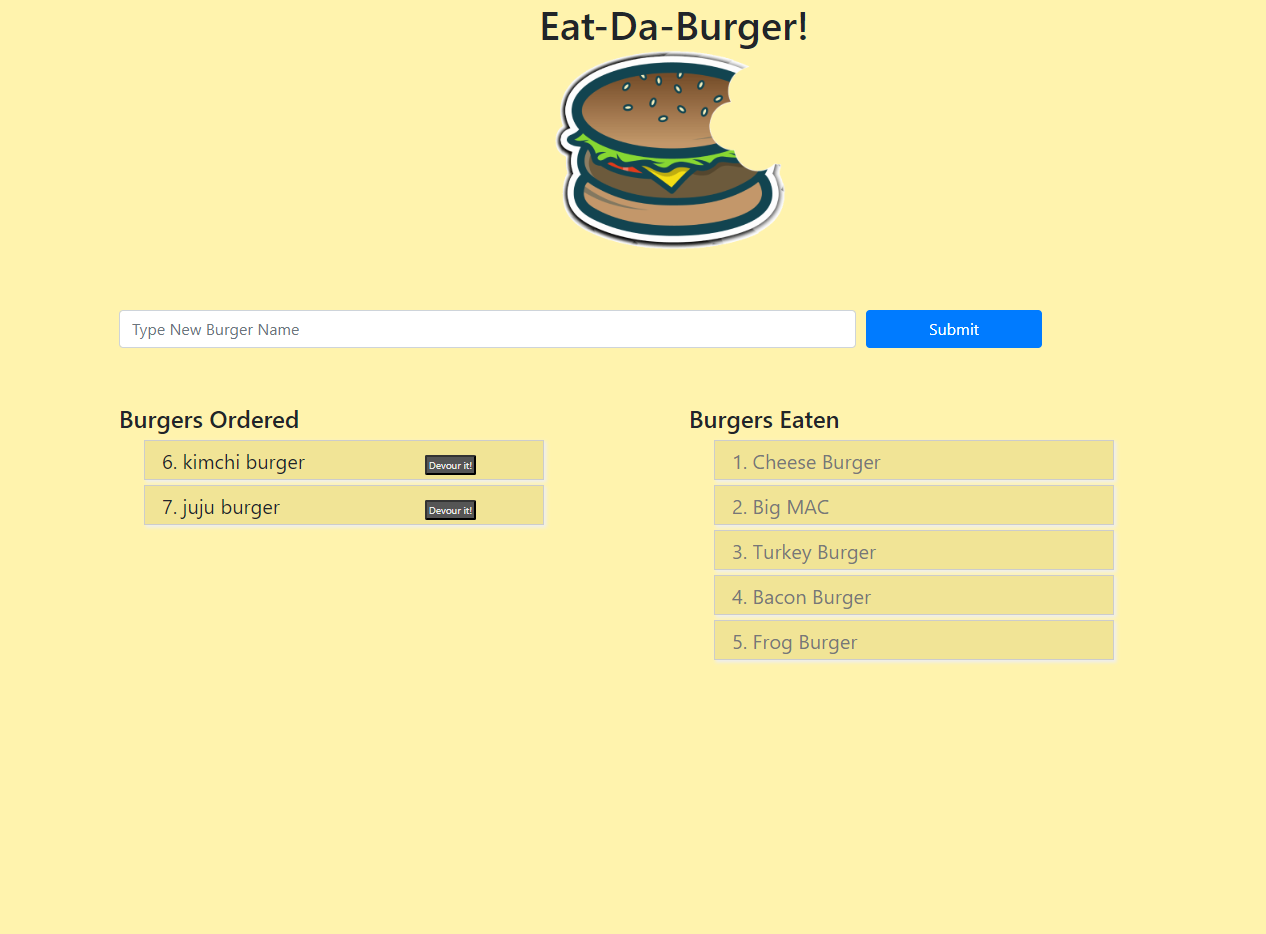 Eat-Da-Burger!
Type New Burger Name
Submit
Burgers Ordered
6. kimchi burger
Devour it!
7. juju burger
Devour it!
Burgers Eaten
1. Cheese Burger
2. Big MAC
3. Turkey Burger
4. Bacon Burger
5. Frog Burger